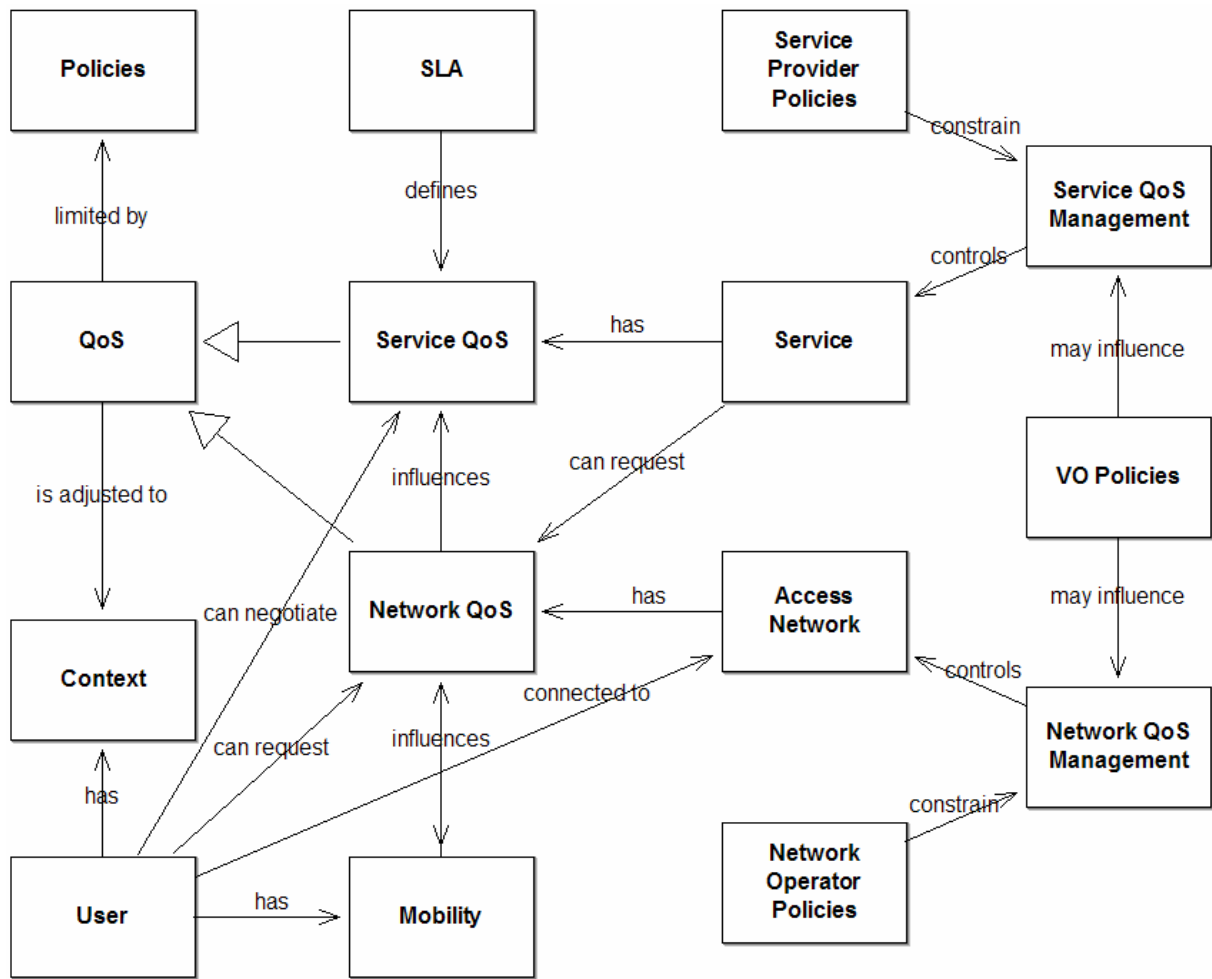 Policies
SLA
Service
Provider
Policies
constrain
Service QoS
Management
limited by
defines
controls
QoS
Service QoS
has
Service
may influence
is adjusted to
influences
can request
VO Policies
can negotiate
Network QoS
has
Access
Network
may influence
Context
can request
influences
connected to
controls
Network QoS
Management
has
constrain
User
has
Mobility
Network
Operator
Policies